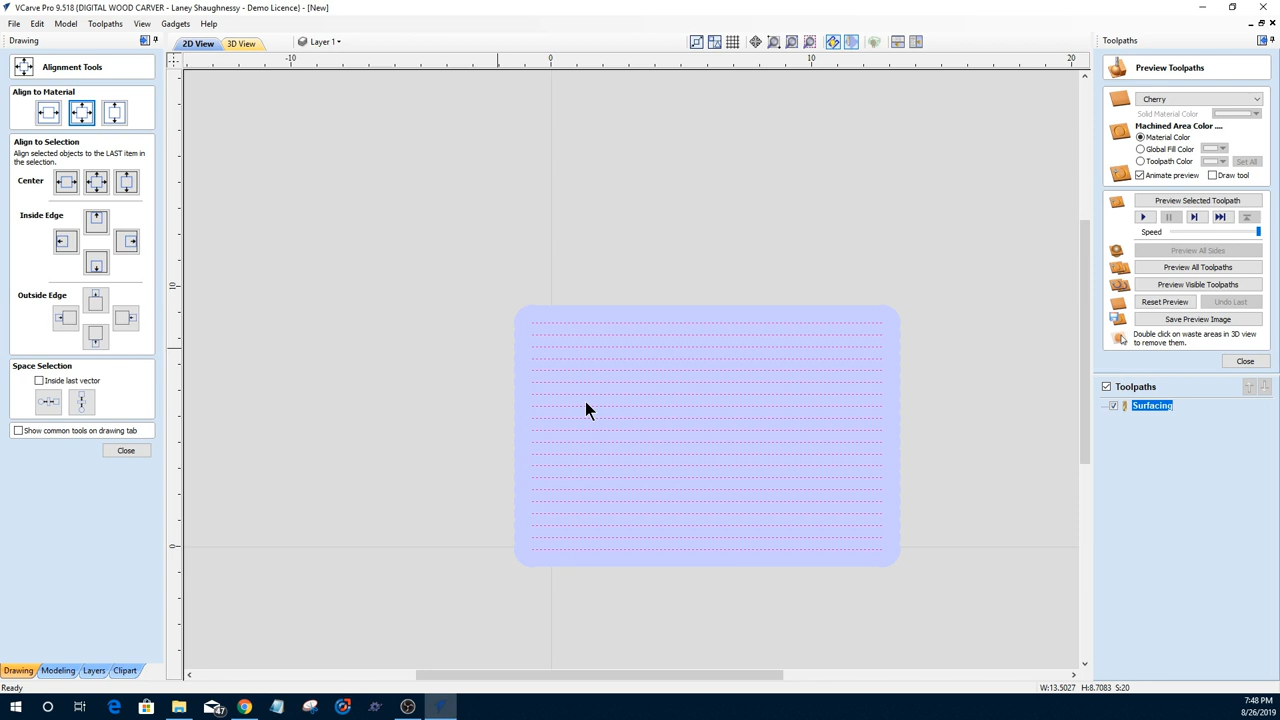 VCarve Pro 9.518 {DIGITAL WOOD CARVER - Laney Shaughnessy - Demo Licence} - [New]
File Edit Model Toolpaths View Gadgets Help
Drawing
2D View 3D View Layer 1
Toolpaths
-10 0 10 20
10
0
Alignment Tools
Align to Material
Align to Selection
Align selected objects to the LAST item in
the selection.
Center
Inside Edge
Outside Edge
Space Selection
Inside last vector
Show common tools on drawing tab
Close
Preview Toolpaths
Cherry
Solid Material Color
Machined Area Color ....
Material Color
Global Fill Color
Toolpath Color Set All
Animate preview Draw tool
Preview Selected Toolpath
Speed
Preview All Sides
Preview All Toolpaths
Preview Visible Toolpaths
Reset Preview Undo Last
Save Preview Image
Double click on waste areas in 3D view
to remove them.
Close
Toolpaths
Surfacing
Drawing Modeling Layers Clipart
Ready
W:13.5027 H:8.7083 S:20
47
7:48 PM
8/26/2019